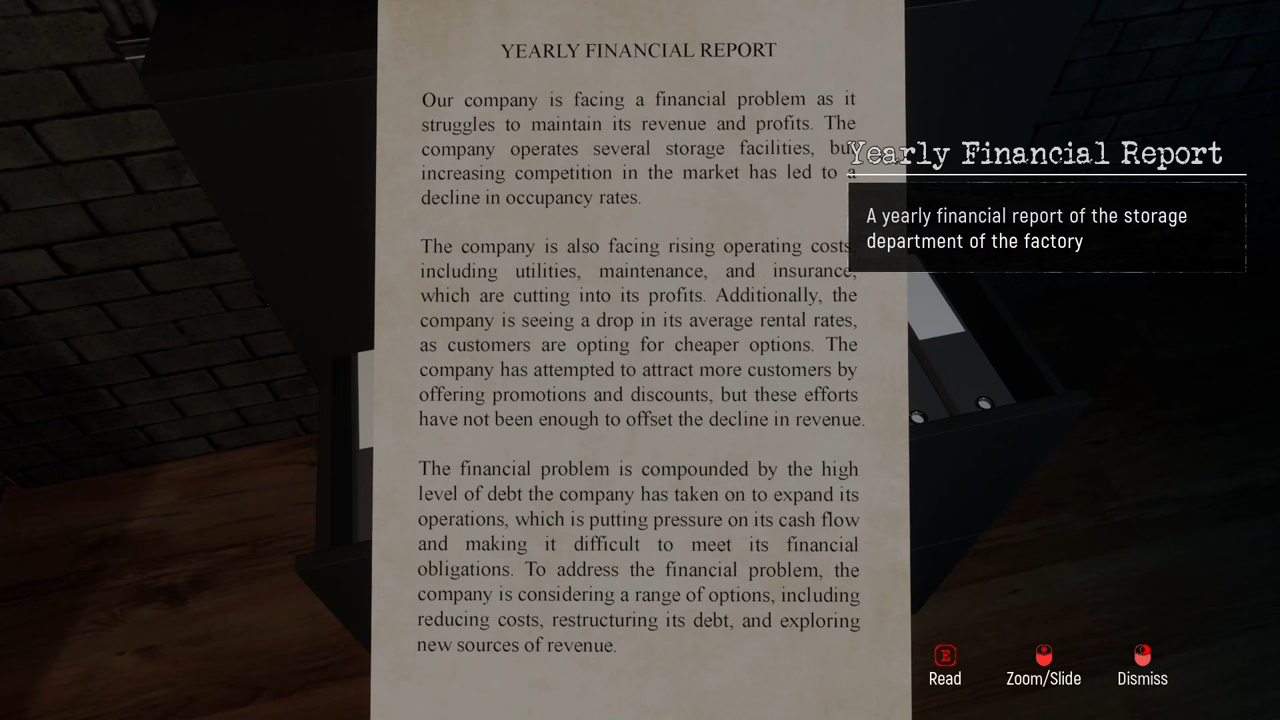 YEARLY FINANCIAL REPORT
Our company is facing a financial problem as it
struggles to maintain its revenue and profits. The
company operates several storage facilities, but
increasing competition in the market has led to a
decline in occupancy rates.
The company is also facing rising operating costs,
including utilities, maintenance, and insurance,
which are cutting into its profits. Additionally, the
company is seeing a drop in its average rental rates,
as customers are opting for cheaper options. The
company has attempted to attract more customers by
offering promotions and discounts, but these efforts
have not been enough to offset the decline in revenue.
The financial problem is compounded by the high
level of debt the company has taken on to expand its
operations, which is putting pressure on its cash flow
and making it difficult to meet its financial
obligations. To address the financial problem, the
company is considering a range of options, including
reducing costs, restructuring its debt, and exploring
new sources of revenue.
Yearly Financial Report
A yearly financial report of the storage
department of the factory
E
Read
Zoom/Slide
Dismiss